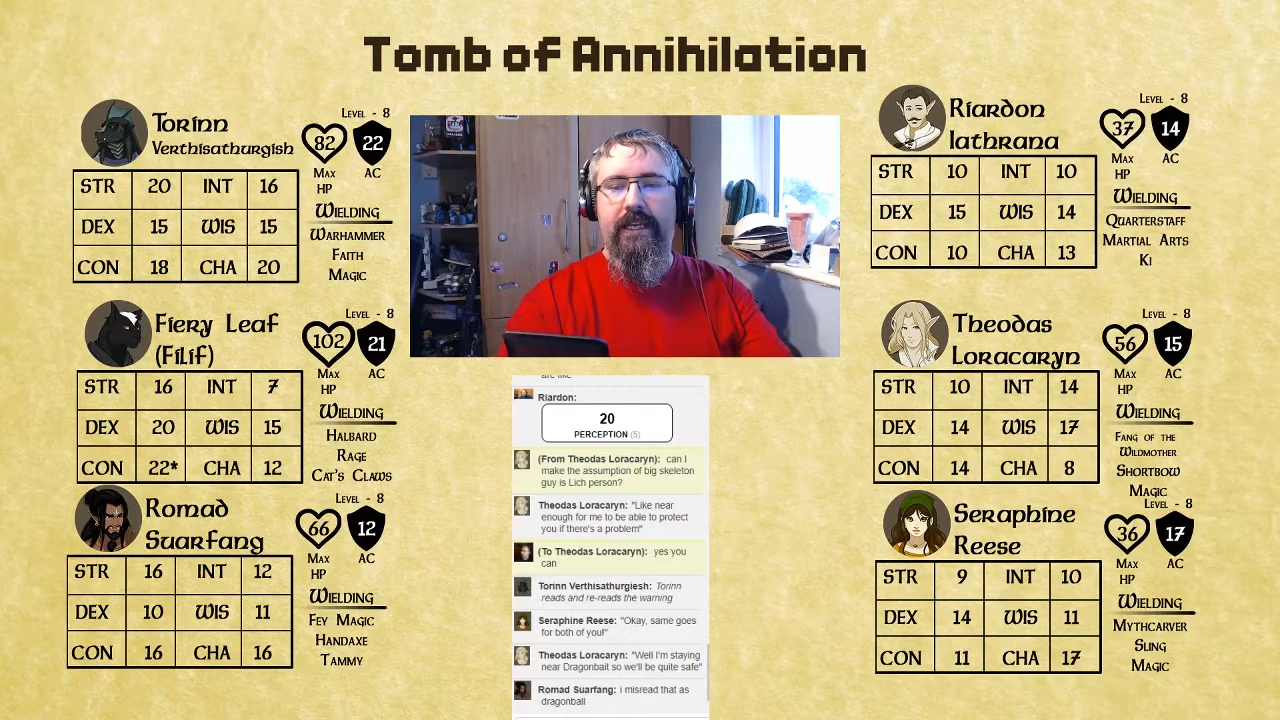 Tomb of Annihilation
Torinn
Verthisathurgish
Level - 8
82
22
Max HP
AC
STR 20 INT 16
DEX 15 WIS 15
CON 18 CHA 20
Wielding
Warhammer
Faith
Magic
Fiery Leaf
(Filif)
Level - 8
102
21
Max HP
AC
STR 16 INT 7
DEX 20 WIS 15
CON 22* CHA 12
Wielding
Halbard
Rage
Cat's Claws
Romad
Suarfang
Level - 8
66
12
Max HP
AC
STR 16 INT 12
DEX 10 WIS 11
CON 16 CHA 16
Wielding
Fey Magic
Handaxe
Tammy
Riardon:
20
PERCEPTION (5)
(From Theodas Loracaryn): can I
make the assumption of big skeleton
guy is Lich person?
Theodas Loracaryn: "Like near
enough for me to be able to protect
you if there's a problem"
(To Theodas Loracaryn): yes you
can
Torinn Verthisathurgiesh: Torinn
reads and re-reads the warning
Seraphine Reese: "Okay, same goes
for both of you!"
Theodas Loracaryn: "Well I'm staying
near Dragonbait so we'll be quite safe"
Romad Suarfang: i misread that as
dragonball
Riardon
Iathrana
Level - 8
37
14
Max HP
AC
STR 10 INT 10
DEX 15 WIS 14
CON 10 CHA 13
Wielding
Quarterstaff
Martial Arts
Ki
Theodas
Loracaryn
Level - 8
56
15
Max HP
AC
STR 10 INT 14
DEX 14 WIS 17
CON 14 CHA 8
Wielding
Fang of the
Wildmother
Shortbow
Magic
Seraphine
Reese
Level - 8
36
17
Max HP
AC
STR 9 INT 10
DEX 14 WIS 11
CON 11 CHA 17
Wielding
Mythcarver
Sling
Magic